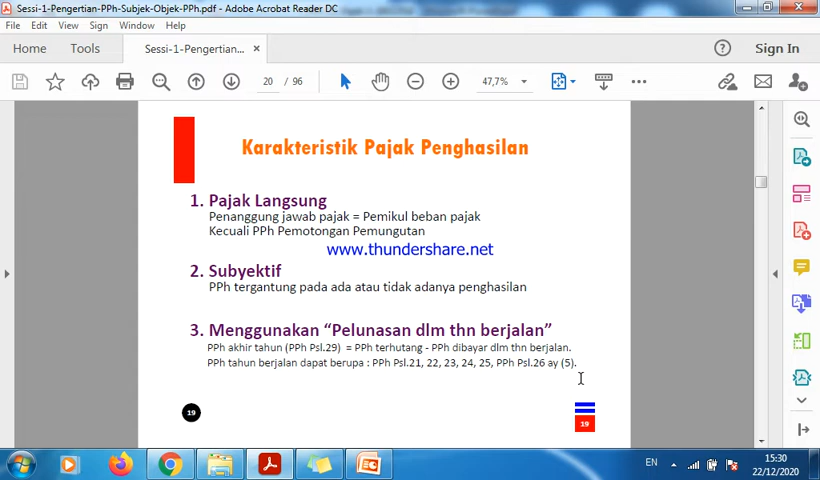 Sessi-1-Pengertian-PPh-Subjek-Objek-PPh.pdf - Adobe Acrobat Reader DC
File Edit View Sign Window Help
Home Tools Sessi-1-Pengertian... × Sign In
20 / 96 47,7%
Karakteristik Pajak Penghasilan
1. Pajak Langsung
Penanggung jawab pajak = Pemikul beban pajak
Kecuali PPh Pemotongan Pemungutan
www.thundershare.net
2. Subyektif
PPh tergantung pada ada atau tidak adanya penghasilan
3. Menggunakan “Pelunasan dlm thn berjalan”
PPh akhir tahun (PPh Psl.29) = PPh terhutang - PPh dibayar dlm thn berjalan.
PPh tahun berjalan dapat berupa : PPh Psl.21, 22, 23, 24, 25, PPh Psl.26 ay (5).
19
19
EN 15:30
22/12/2020